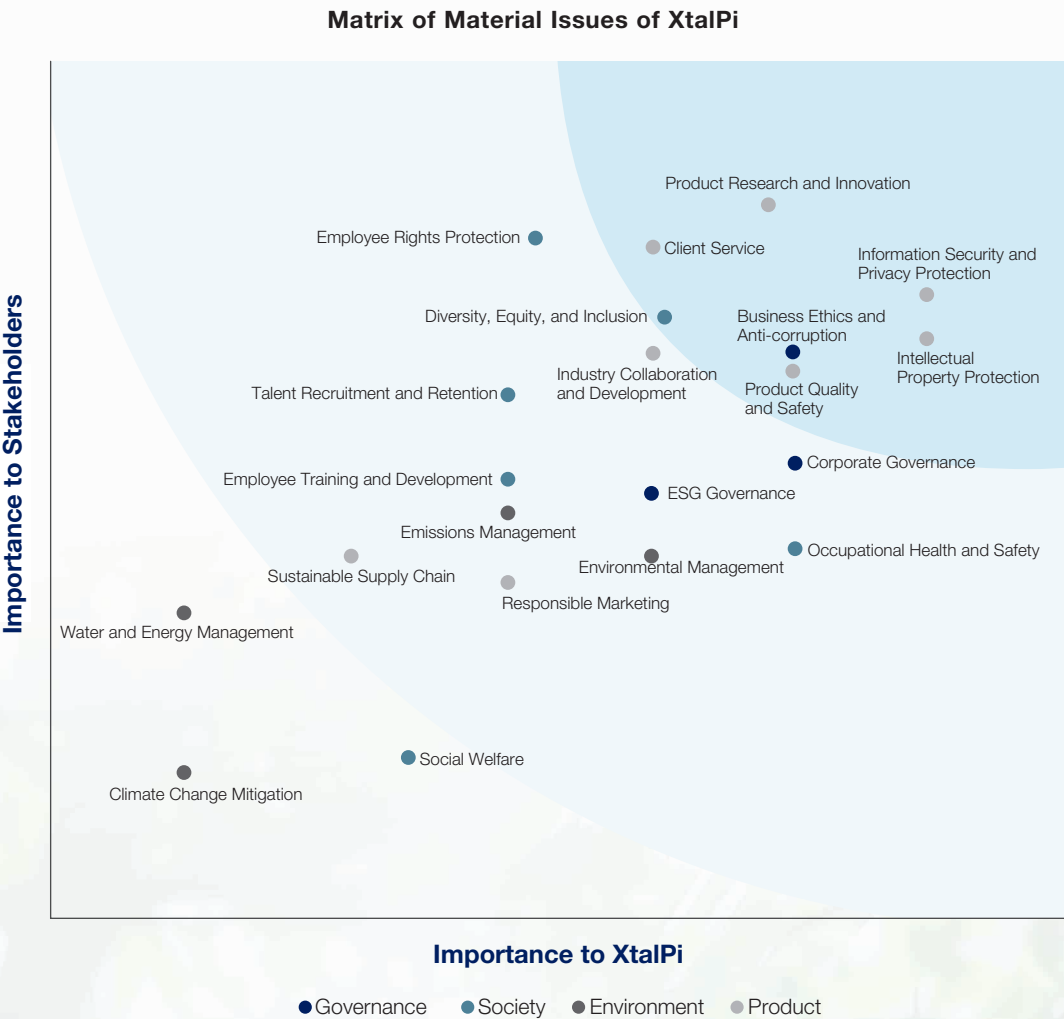 Matrix of Material Issues of XtalPi
Importance to Stakeholders
Product Research and Innovation
Employee Rights Protection
Client Service
Information Security and
Privacy Protection
Diversity, Equity, and Inclusion
Business Ethics and
Anti-corruption
Industry Collaboration
and Development
Intellectual
Property Protection
Product Quality
and Safety
Talent Recruitment and Retention
Corporate Governance
Employee Training and Development
ESG Governance
Emissions Management
Occupational Health and Safety
Environmental Management
Sustainable Supply Chain
Responsible Marketing
Water and Energy Management
Social Welfare
Climate Change Mitigation
Importance to XtalPi
Governance
Society
Environment
Product